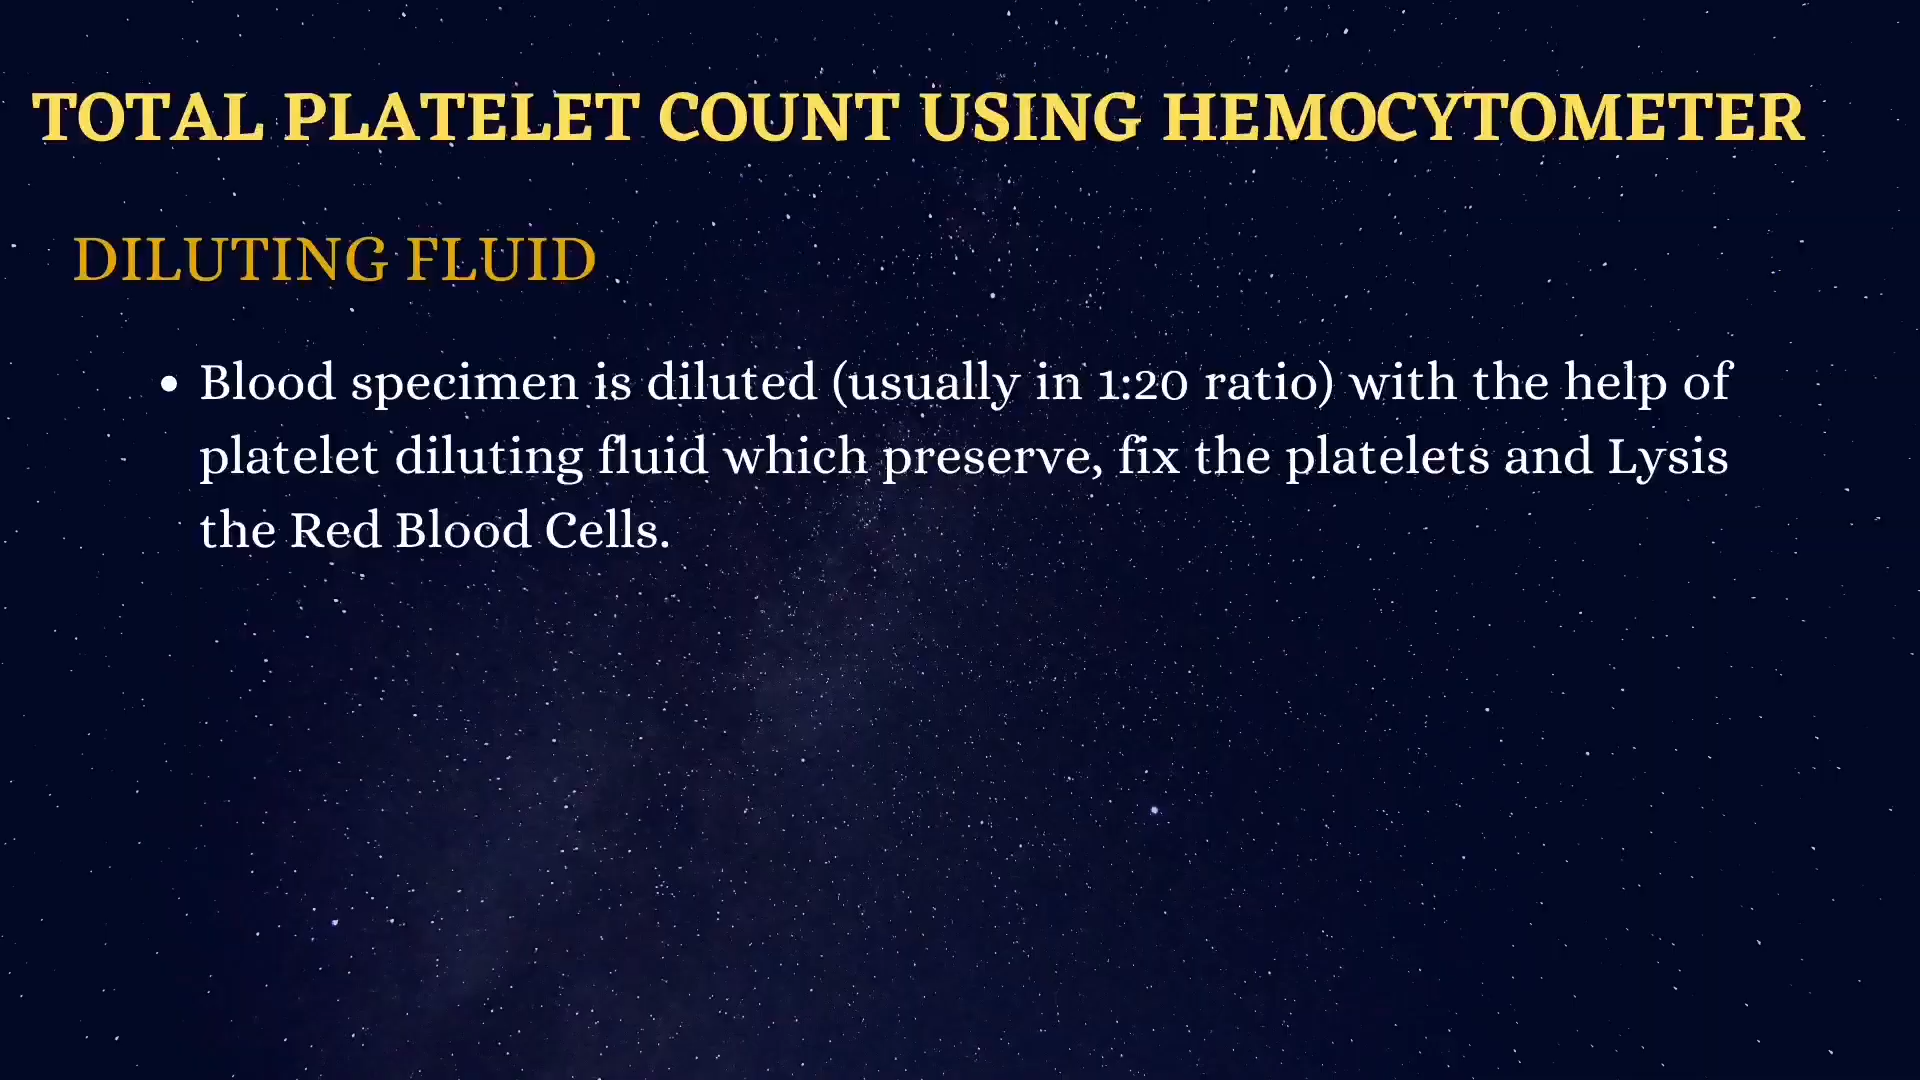 TOTAL PLATELET COUNT USING HEMOCYTOMETER
DILUTING FLUID
• Blood specimen is diluted (usually in 1:20 ratio) with the help of
platelet diluting fluid which preserve, fix the platelets and Lysis
the Red Blood Cells.